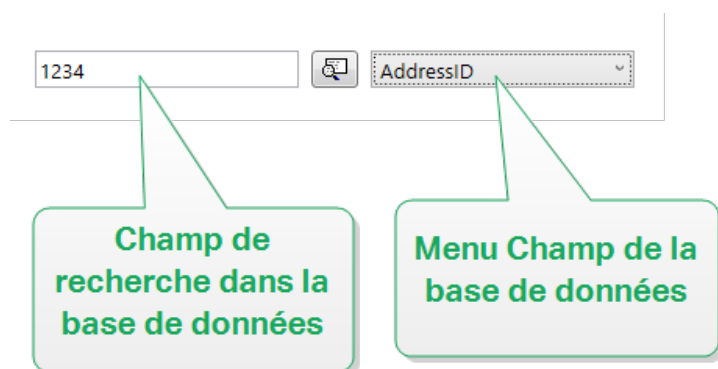 1234
AddressID
Champ de
recherche dans la
base de données
Menu Champ de la
base de données